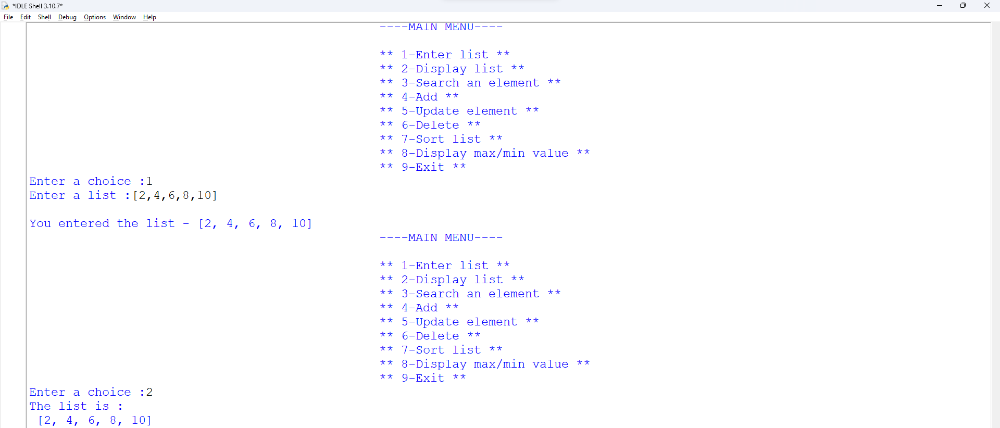 *IDLE Shell 3.10.7*
File Edit Shell Debug Options Window Help
----MAIN MENU----
** 1-Enter list **
** 2-Display list **
** 3-Search an element **
** 4-Add **
** 5-Update element **
** 6-Delete **
** 7-Sort list **
** 8-Display max/min value **
** 9-Exit **
Enter a choice :1
Enter a list :[2,4,6,8,10]
You entered the list - [2, 4, 6, 8, 10]
----MAIN MENU----
** 1-Enter list **
** 2-Display list **
** 3-Search an element **
** 4-Add **
** 5-Update element **
** 6-Delete **
** 7-Sort list **
** 8-Display max/min value **
** 9-Exit **
Enter a choice :2
The list is :
[2, 4, 6, 8, 10]